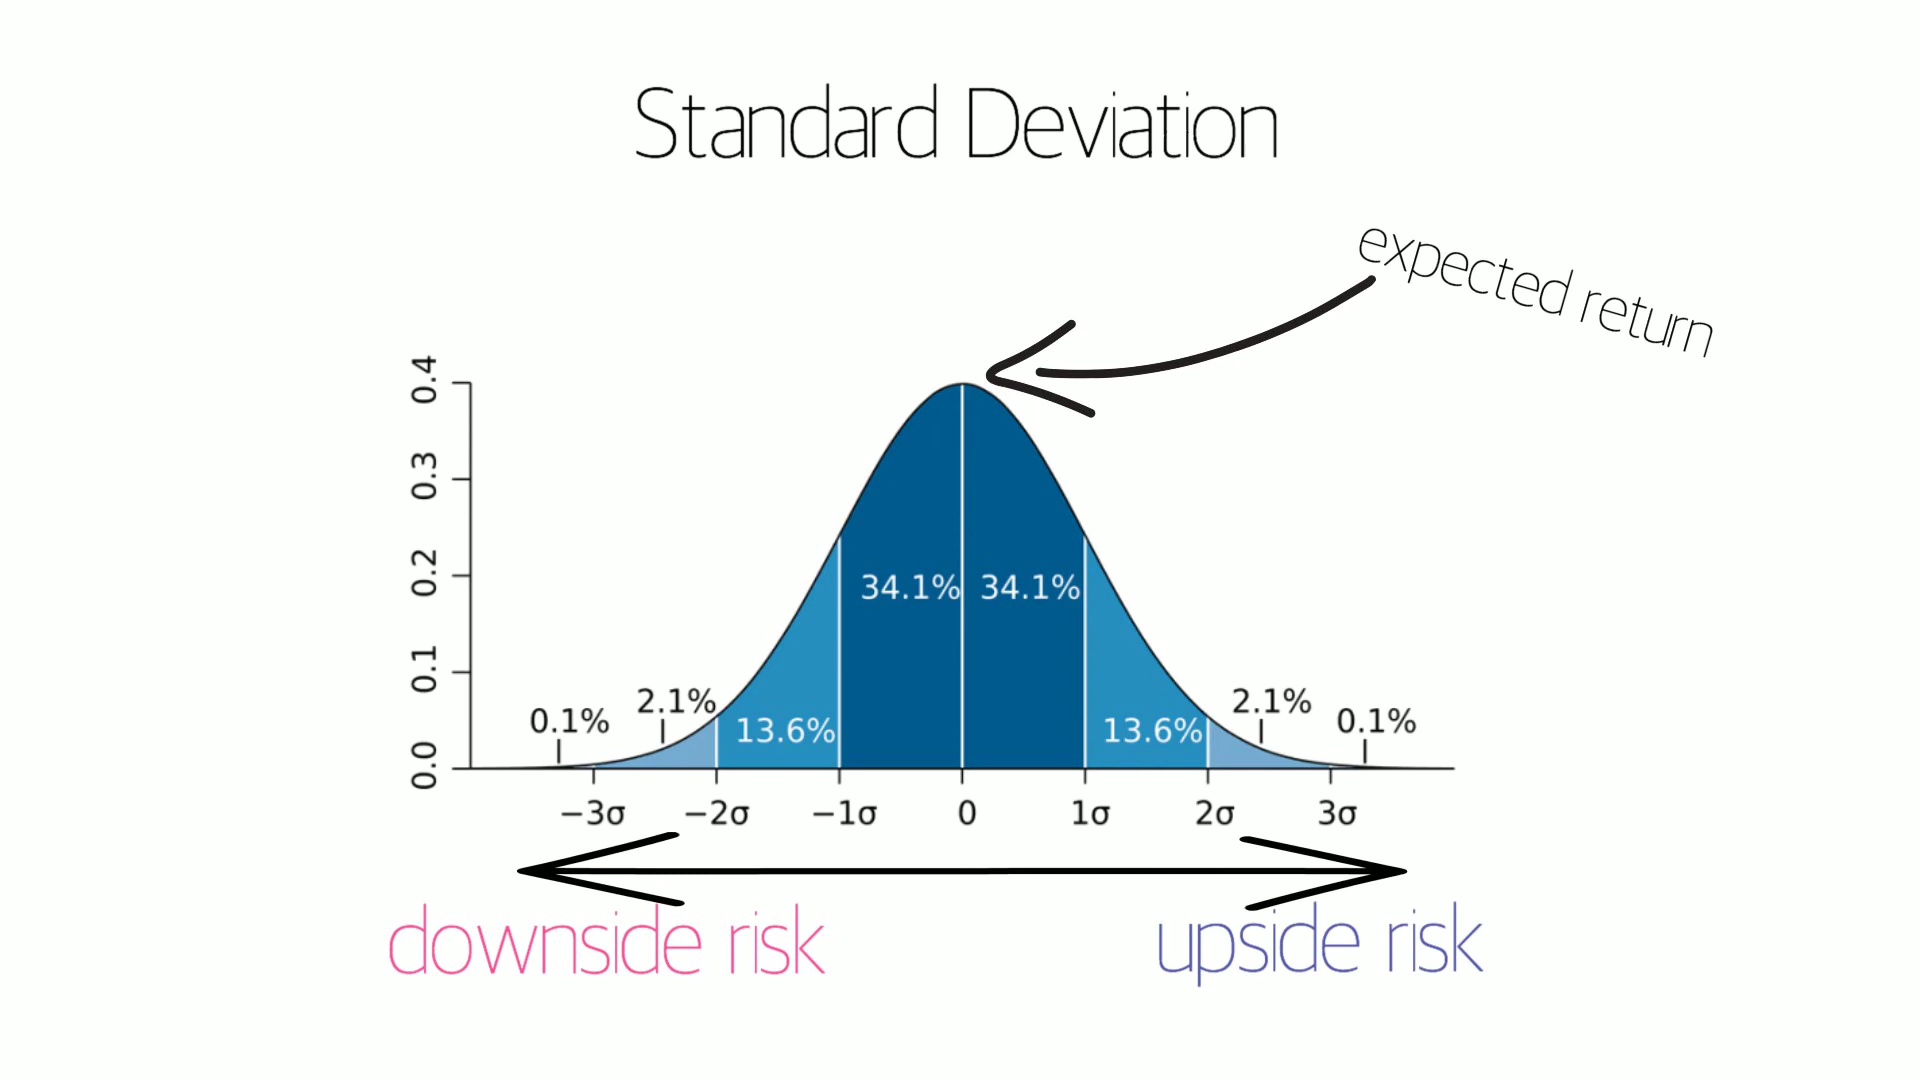 Standard Deviation
expected return
0.4
0.3
0.2
0.1
0.0
34.1% 34.1%
0.1% 2.1% 13.6% 13.6% 2.1% 0.1%
−3σ −2σ −1σ 0 1σ 2σ 3σ
downside risk upside risk